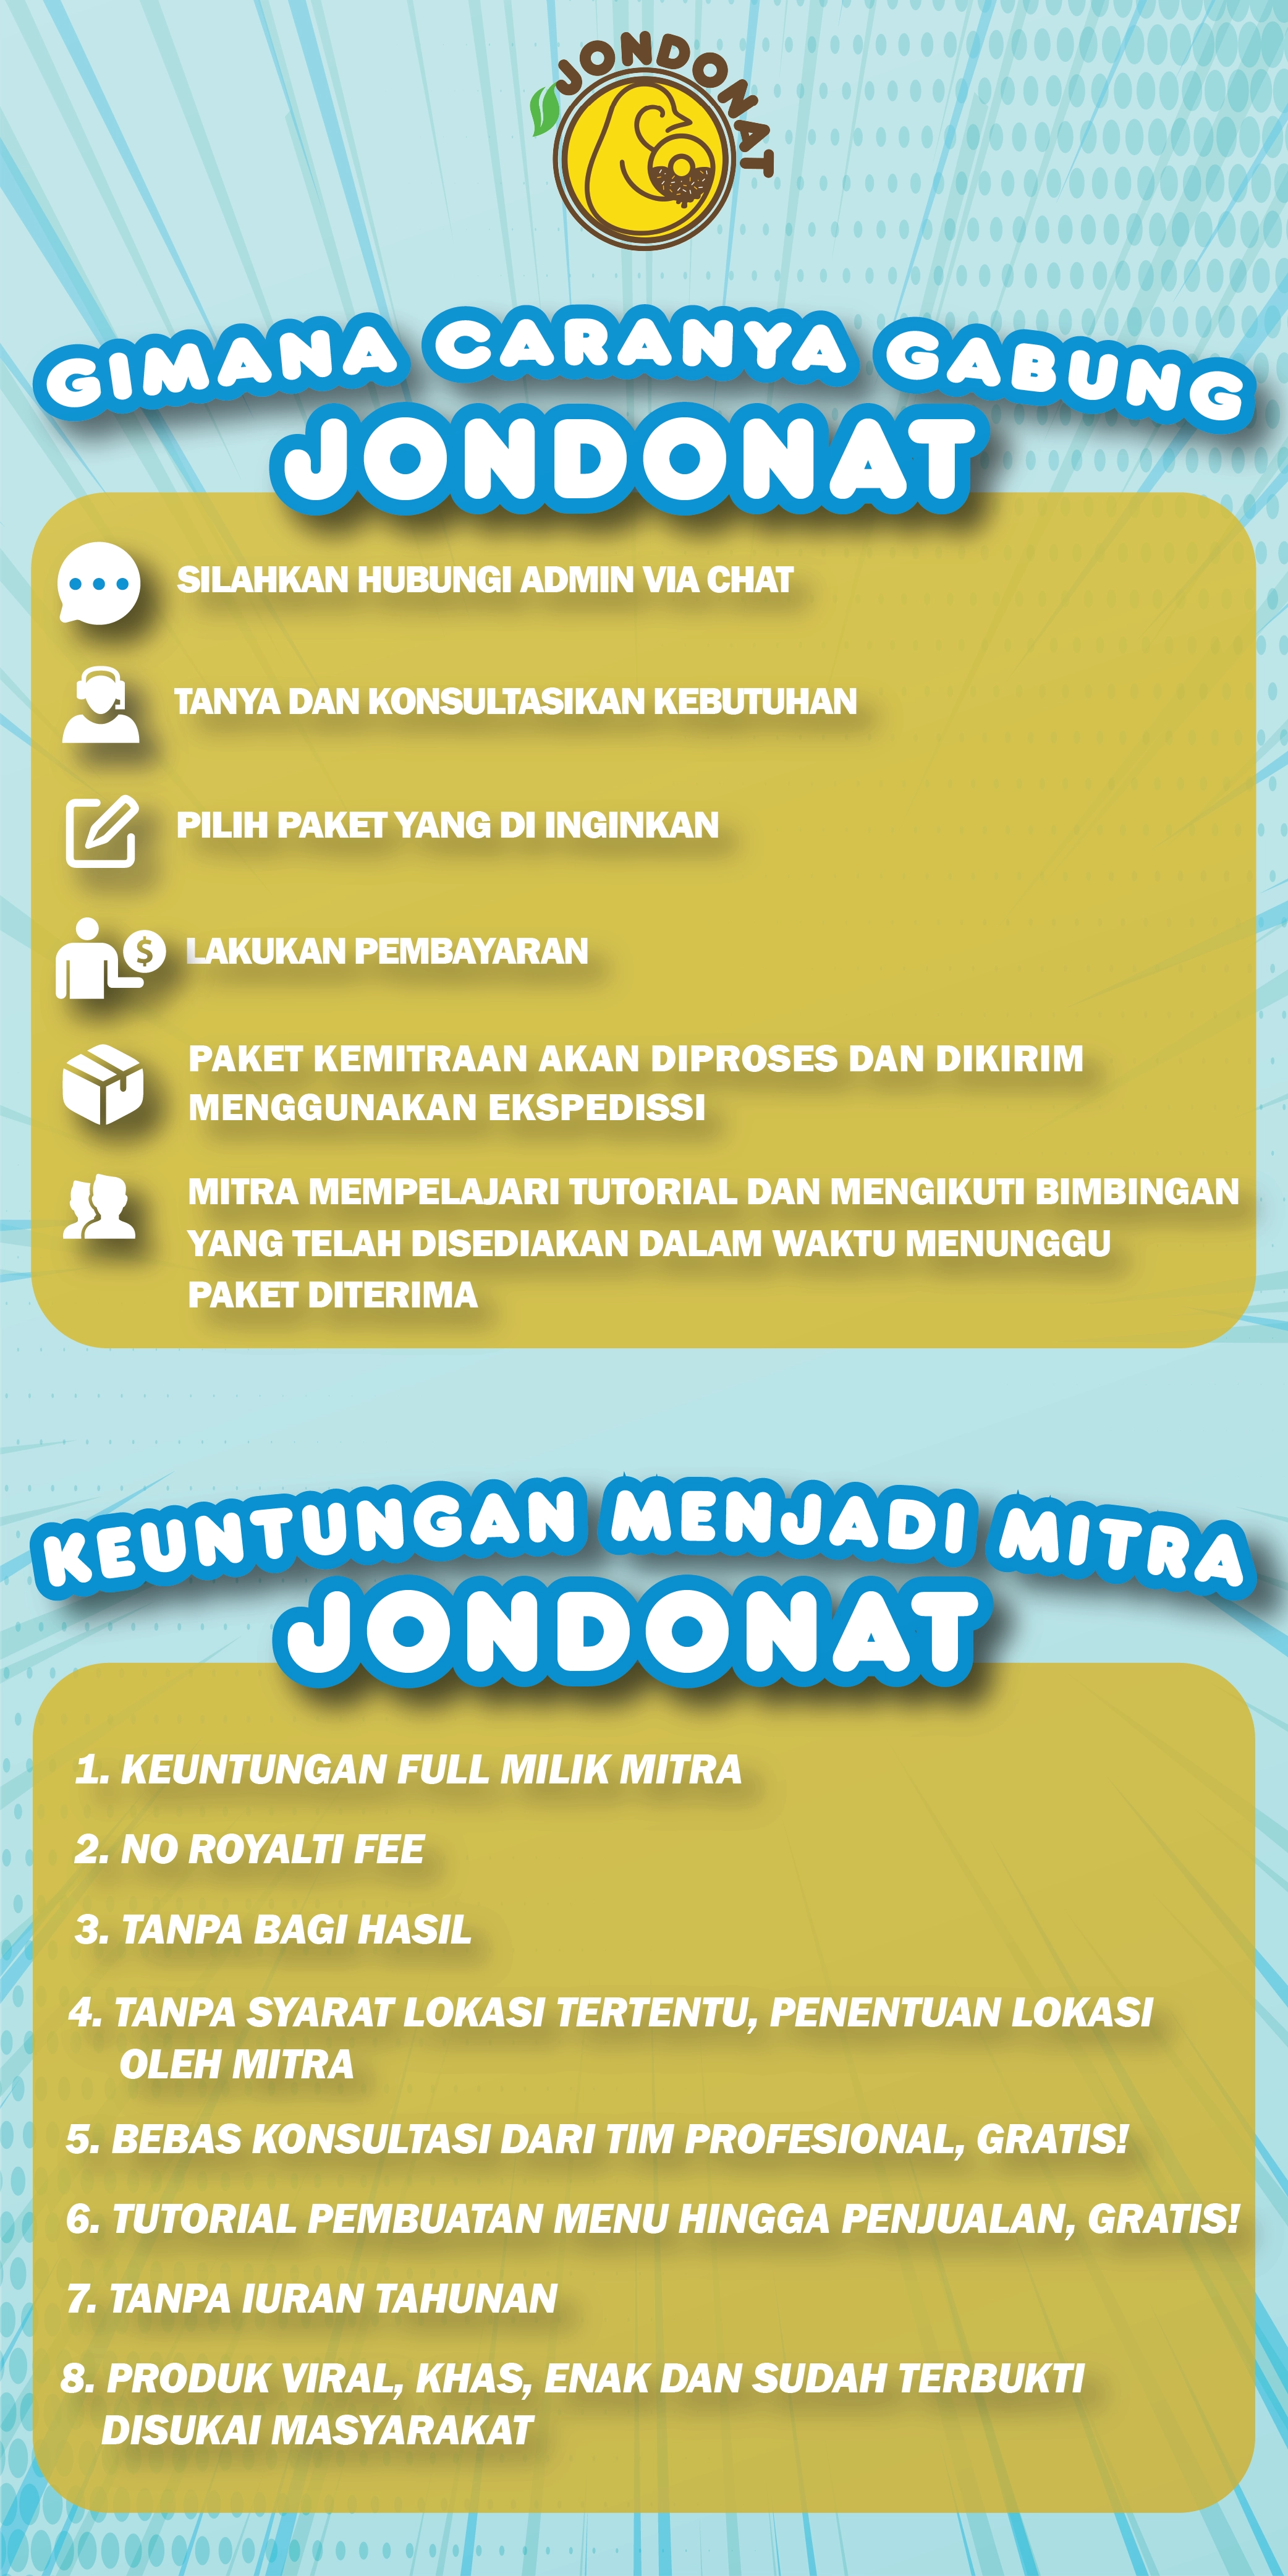 JONDONAT
GIMANA CARANYA GABUNG
JONDONAT
SILAHKAN HUBUNGI ADMIN VIA CHAT
TANYA DAN KONSULTASIKAN KEBUTUHAN
PILIH PAKET YANG DI INGINKAN
$ LAKUKAN PEMBAYARAN
PAKET KEMITRAAN AKAN DIPROSES DAN DIKIRIM
MENGGUNAKAN EKSPEDISSI
MITRA MEMPELAJARI TUTORIAL DAN MENGIKUTI BIMBINGAN
YANG TELAH DISEDIAKAN DALAM WAKTU MENUNGGU
PAKET DITERIMA
KEUNTUNGAN MENJADI MITRA
JONDONAT
1. KEUNTUNGAN FULL MILIK MITRA
2. NO ROYALTI FEE
3. TANPA BAGI HASIL
4. TANPA SYARAT LOKASI TERTENTU, PENENTUAN LOKASI
OLEH MITRA
5. BEBAS KONSULTASI DARI TIM PROFESIONAL, GRATIS!
6. TUTORIAL PEMBUATAN MENU HINGGA PENJUALAN, GRATIS!
7. TANPA IURAN TAHUNAN
8. PRODUK VIRAL, KHAS, ENAK DAN SUDAH TERBUKTI
DISUKAI MASYARAKAT